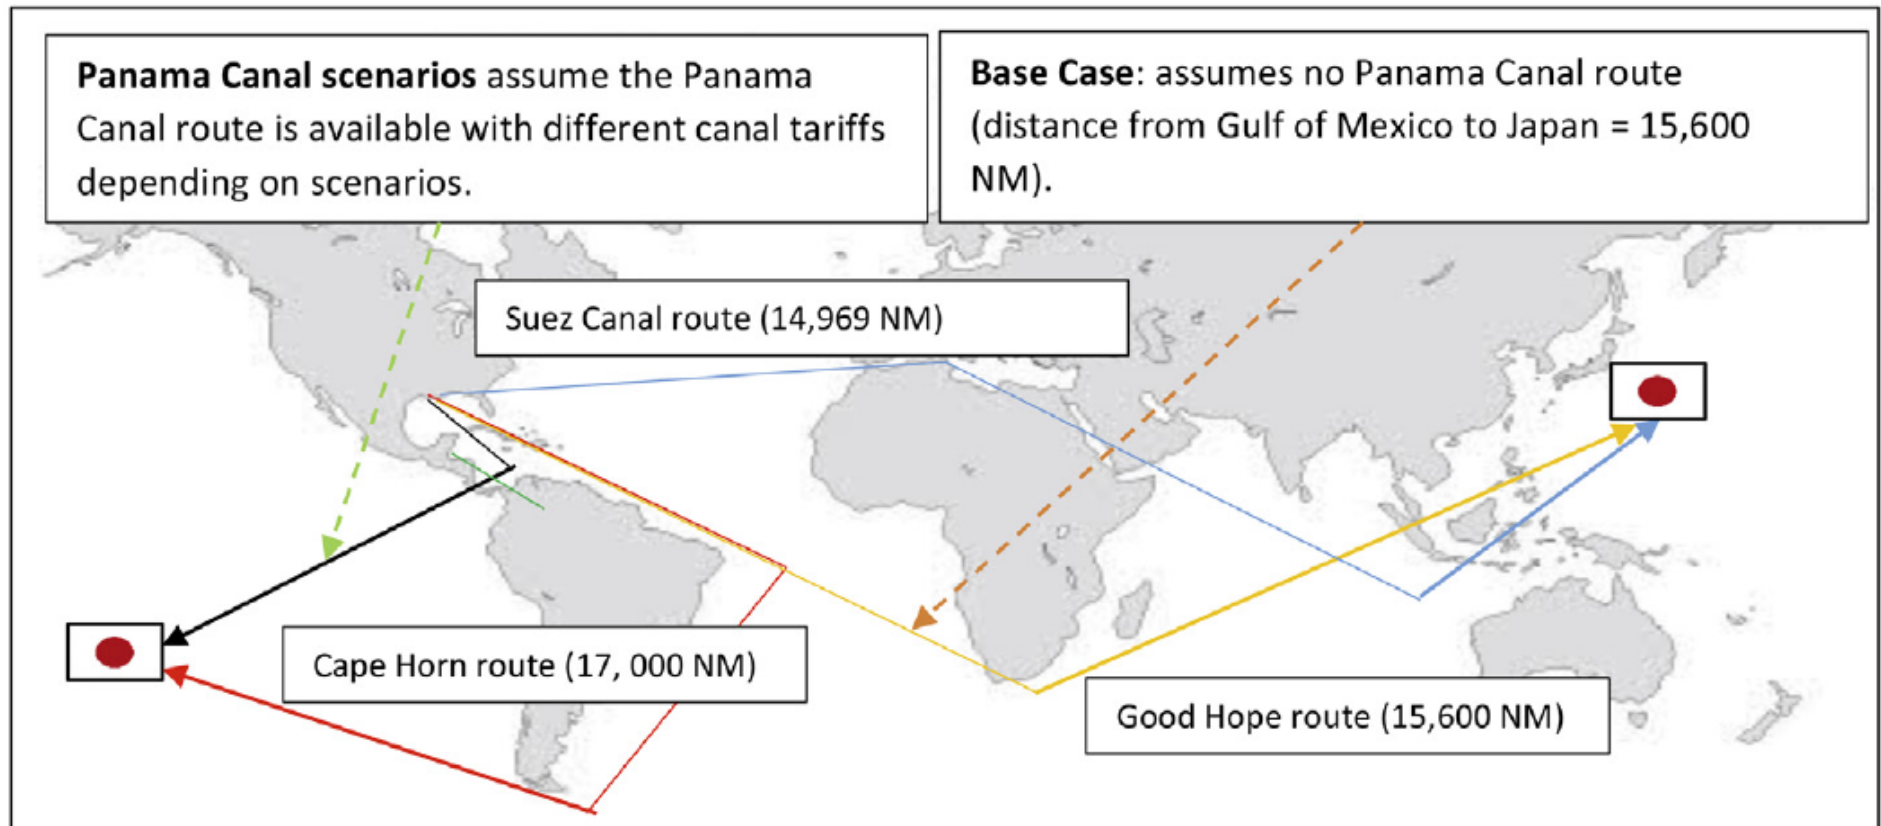 Panama Canal scenarios assume the Panama
Canal route is available with different canal tariffs
depending on scenarios.
Base Case: assumes no Panama Canal route
(distance from Gulf of Mexico to Japan = 15,600
NM).
Suez Canal route (14,969 NM)
Cape Horn route (17, 000 NM)
Good Hope route (15,600 NM)